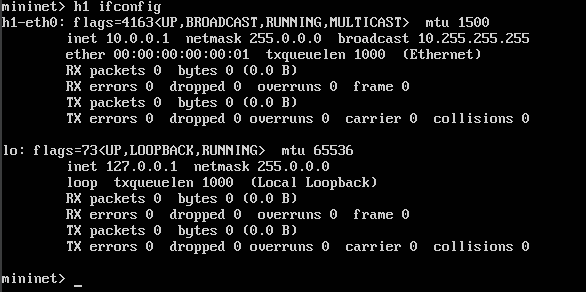 mininet> h1 ifconfig
h1-eth0: flags=4163<UP,BROADCAST,RUNNING,MULTICAST>  mtu 1500
        inet 10.0.0.1  netmask 255.0.0.0  broadcast 10.255.255.255
        ether 00:00:00:00:00:01  txqueuelen 1000  (Ethernet)
        RX packets 0  bytes 0 (0.0 B)
        RX errors 0  dropped 0  overruns 0  frame 0
        TX packets 0  bytes 0 (0.0 B)
        TX errors 0  dropped 0 overruns 0  carrier 0  collisions 0

lo: flags=73<UP,LOOPBACK,RUNNING>  mtu 65536
        inet 127.0.0.1  netmask 255.0.0.0
        loop  txqueuelen 1000  (Local Loopback)
        RX packets 0  bytes 0 (0.0 B)
        RX errors 0  dropped 0  overruns 0  frame 0
        TX packets 0  bytes 0 (0.0 B)
        TX errors 0  dropped 0 overruns 0  carrier 0  collisions 0

mininet> _